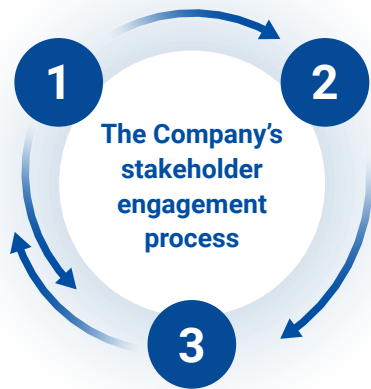 1
2
The Company’s
stakeholder
engagement
process
3